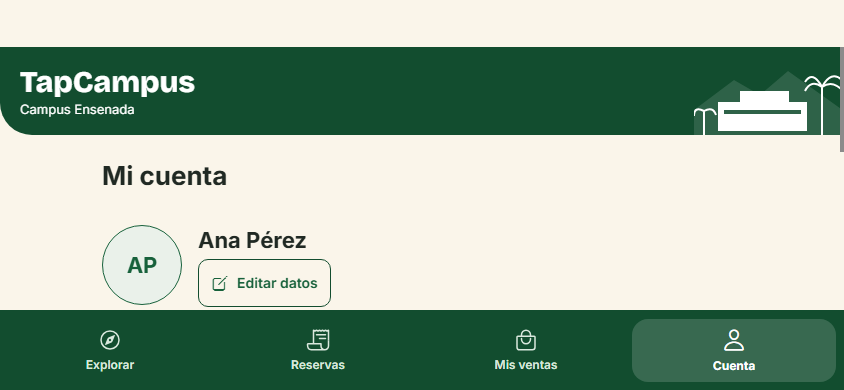 TapCampus
Campus Ensenada
Mi cuenta
AP
Ana Pérez
Editar datos
Explorar
Reservas
Mis ventas
Cuenta